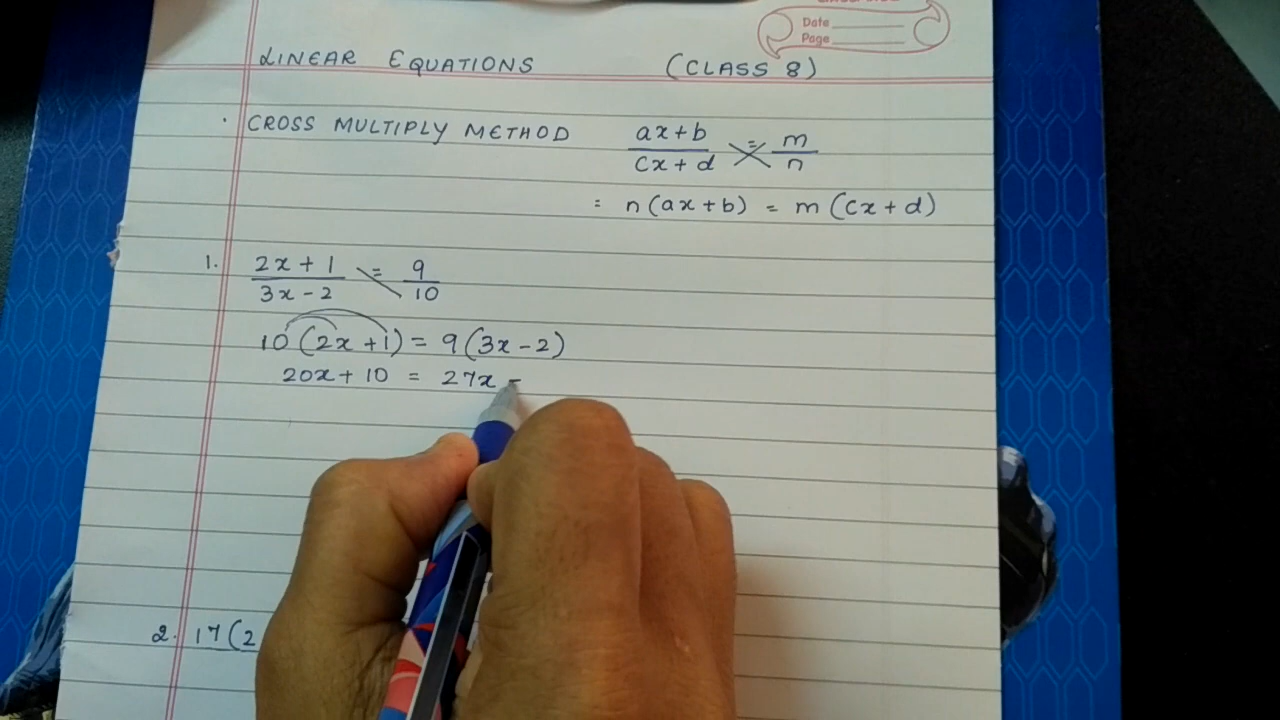 Date
Page
LINEAR EQUATIONS (CLASS 8)
. CROSS MULTIPLY METHOD (ax+b)/(cx+d) = m/n
= n(ax+b) = m(cx+d)
1. (2x+1)/(3x-2) = 9/10
10(2x+1) = 9(3x-2)
20x+10 = 27x -
2. 17(2